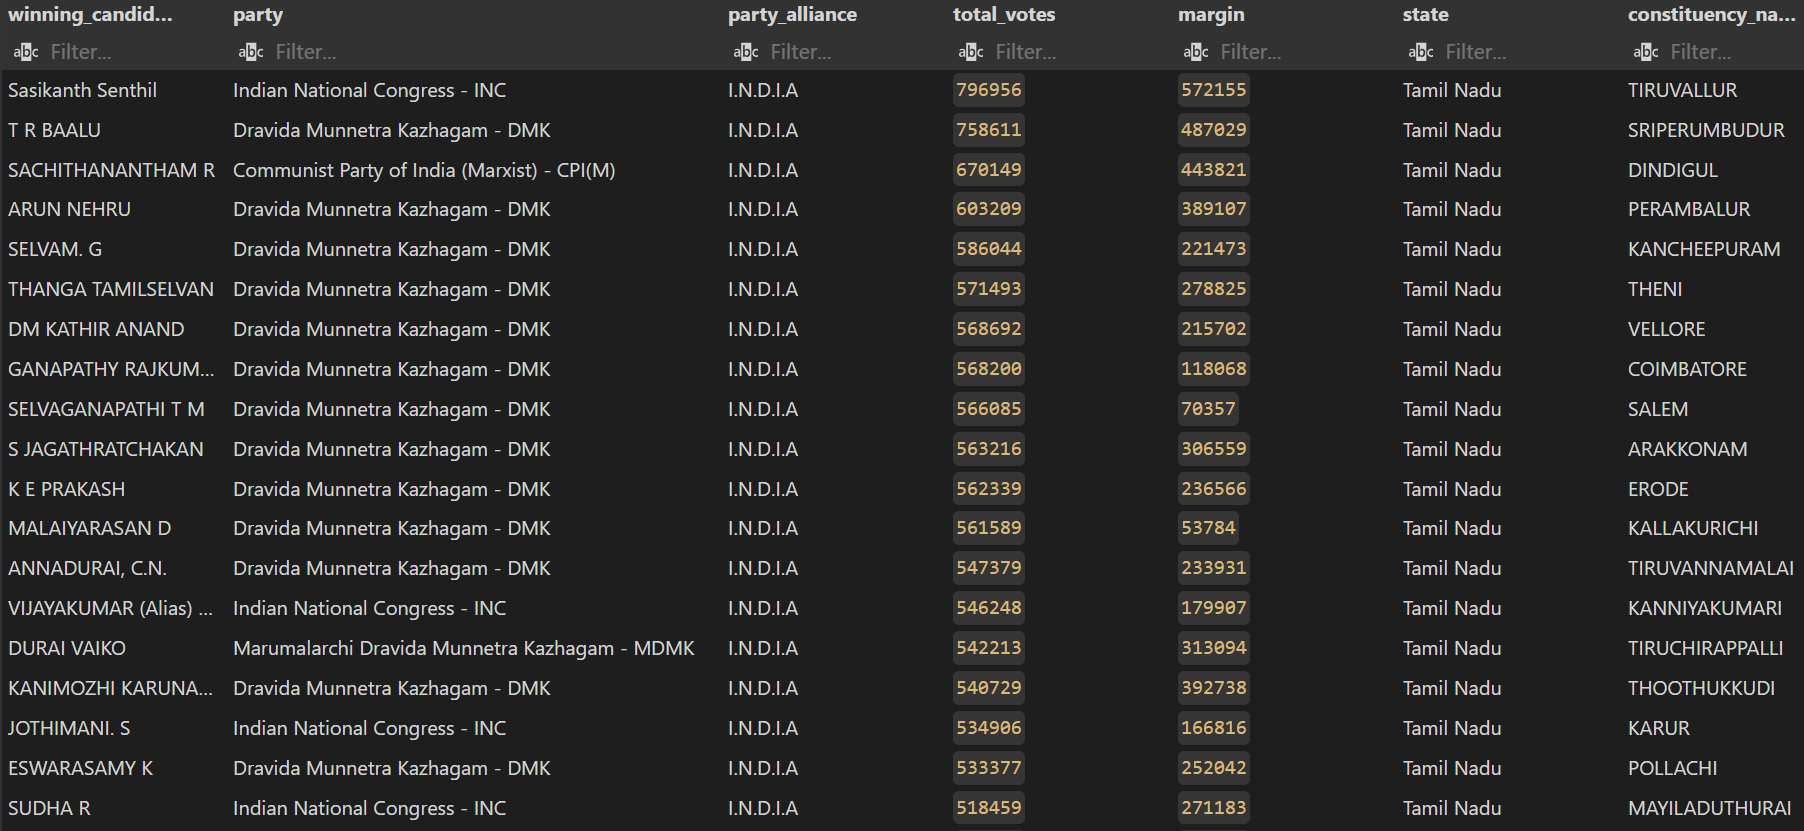 winning_candid... party party_alliance total_votes margin state constituency_na...
abc Filter... abc Filter... abc Filter... abc Filter... abc Filter... abc Filter... abc Filter...
Sasikanth Senthil Indian National Congress - INC I.N.D.I.A 796956 572155 Tamil Nadu TIRUVALLUR
T R BAALU Dravida Munnetra Kazhagam - DMK I.N.D.I.A 758611 487029 Tamil Nadu SRIPERUMBUDUR
SACHITHANANTHAM R Communist Party of India (Marxist) - CPI(M) I.N.D.I.A 670149 443821 Tamil Nadu DINDIGUL
ARUN NEHRU Dravida Munnetra Kazhagam - DMK I.N.D.I.A 603209 389107 Tamil Nadu PERAMBALUR
SELVAM. G Dravida Munnetra Kazhagam - DMK I.N.D.I.A 586044 221473 Tamil Nadu KANCHEEPURAM
THANGA TAMILSELVAN Dravida Munnetra Kazhagam - DMK I.N.D.I.A 571493 278825 Tamil Nadu THENI
DM KATHIR ANAND Dravida Munnetra Kazhagam - DMK I.N.D.I.A 568692 215702 Tamil Nadu VELLORE
GANAPATHY RAJKUM... Dravida Munnetra Kazhagam - DMK I.N.D.I.A 568200 118068 Tamil Nadu COIMBATORE
SELVAGANAPATHI T M Dravida Munnetra Kazhagam - DMK I.N.D.I.A 566085 70357 Tamil Nadu SALEM
S JAGATHRATCHAKAN Dravida Munnetra Kazhagam - DMK I.N.D.I.A 563216 306559 Tamil Nadu ARAKKONAM
K E PRAKASH Dravida Munnetra Kazhagam - DMK I.N.D.I.A 562339 236566 Tamil Nadu ERODE
MALAIYARASAN D Dravida Munnetra Kazhagam - DMK I.N.D.I.A 561589 53784 Tamil Nadu KALLAKURICHI
ANNADURAI, C.N. Dravida Munnetra Kazhagam - DMK I.N.D.I.A 547379 233931 Tamil Nadu TIRUVANNAMALAI
VIJAYAKUMAR (Alias) ... Indian National Congress - INC I.N.D.I.A 546248 179907 Tamil Nadu KANNIYAKUMARI
DURAI VAIKO Marumalarchi Dravida Munnetra Kazhagam - MDMK I.N.D.I.A 542213 313094 Tamil Nadu TIRUCHIRAPPALLI
KANIMOZHI KARUNA... Dravida Munnetra Kazhagam - DMK I.N.D.I.A 540729 392738 Tamil Nadu THOOTHUKKUDI
JOTHIMANI. S Indian National Congress - INC I.N.D.I.A 534906 166816 Tamil Nadu KARUR
ESWARASAMY K Dravida Munnetra Kazhagam - DMK I.N.D.I.A 533377 252042 Tamil Nadu POLLACHI
SUDHA R Indian National Congress - INC I.N.D.I.A 518459 271183 Tamil Nadu MAYILADUTHURAI